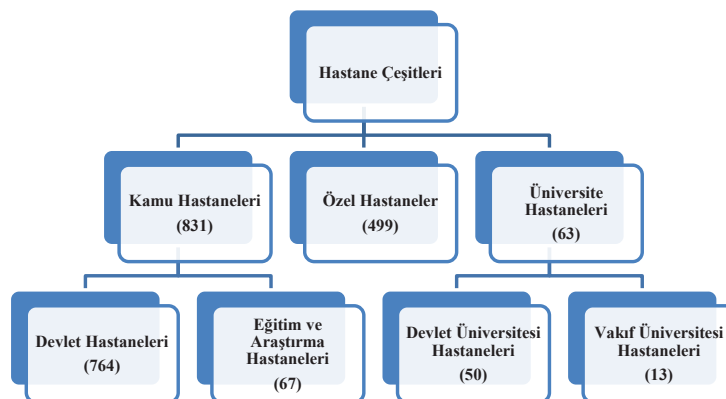 Hastane Çeşitleri
Kamu Hastaneleri
(831)
Özel Hastaneler
(499)
Üniversite
Hastaneleri
(63)
Devlet Hastaneleri
(764)
Eğitim ve
Araştırma
Hastaneleri
(67)
Devlet Üniversitesi
Hastaneleri
(50)
Vakıf Üniversitesi
Hastaneleri
(13)